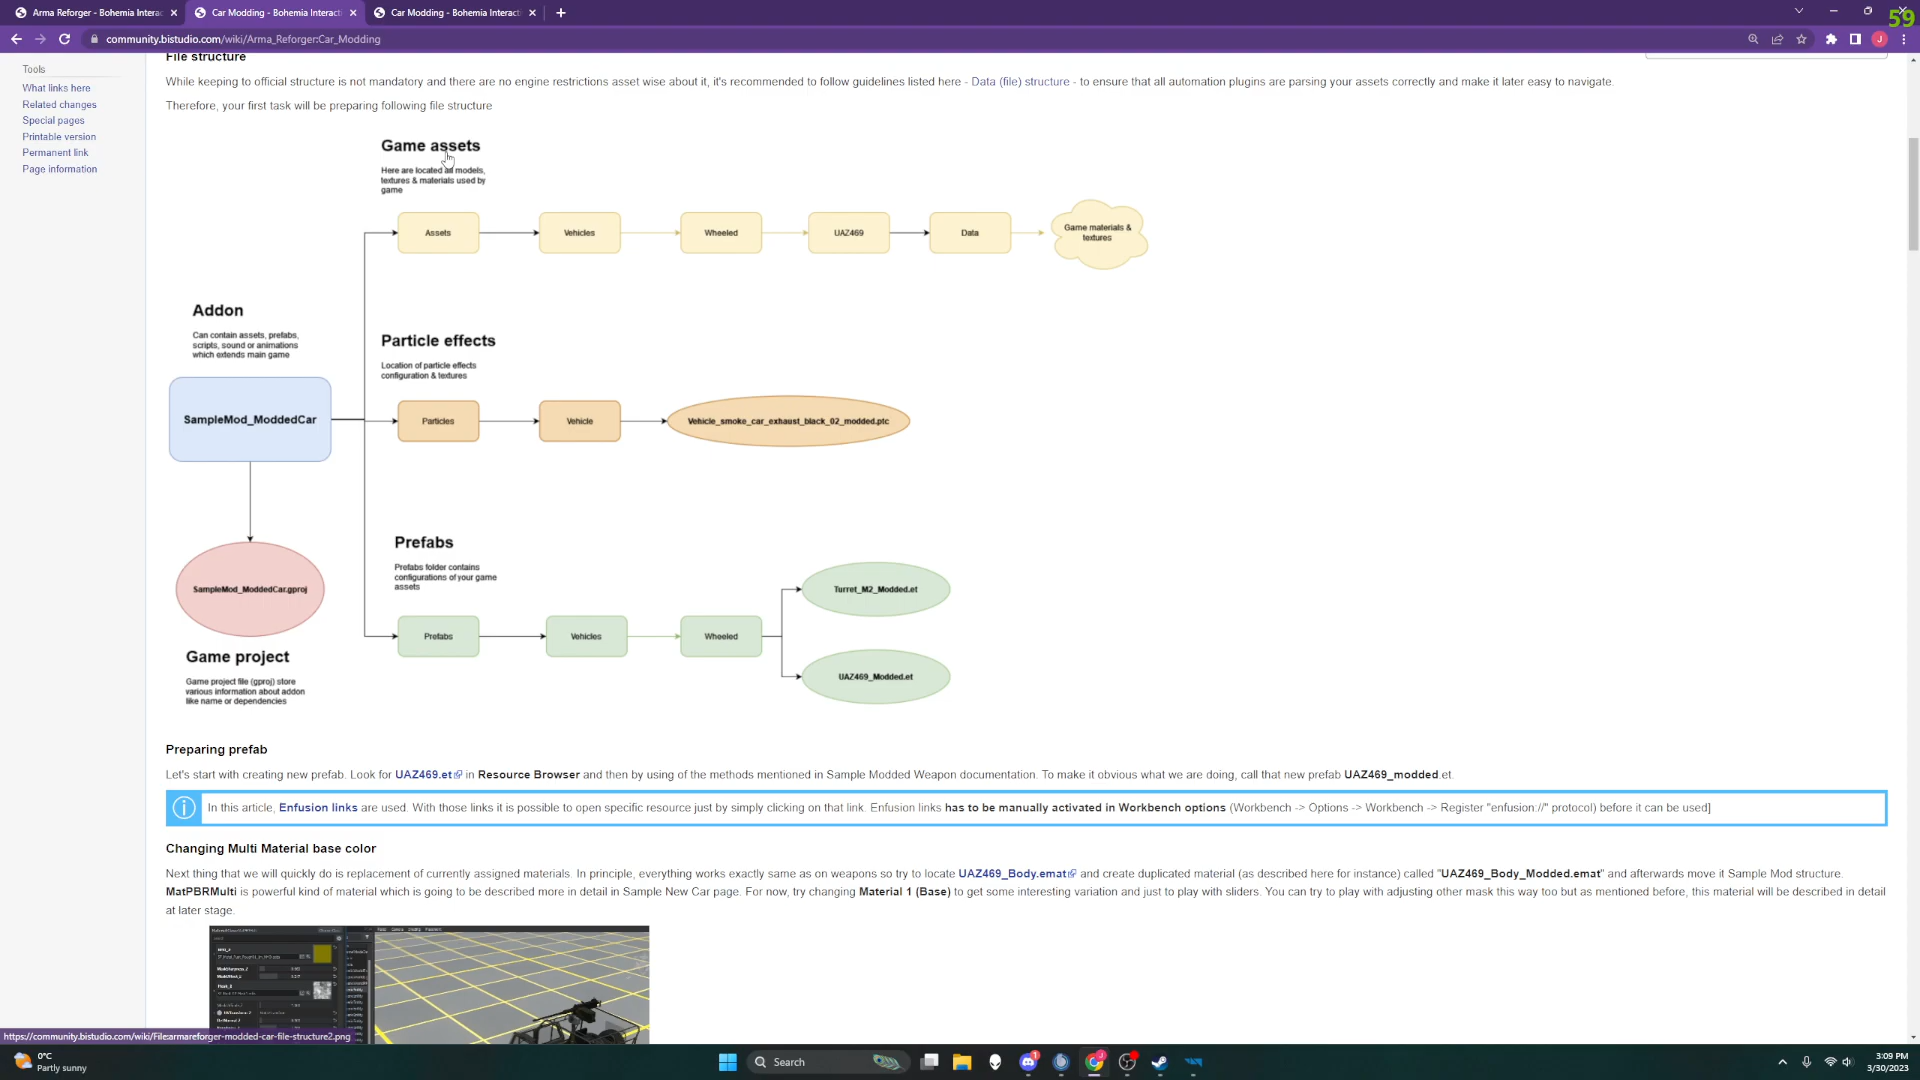 Arma Reforger - Bohemia Interac
Car Modding - Bohemia Interacti
Car Modding - Bohemia Interacti
59
community.bistudio.com/wiki/Arma_Reforger:Car_Modding
J
Tools
What links here
Related changes
Special pages
Printable version
Permanent link
Page information
File structure
While keeping to official structure is not mandatory and there are no engine restrictions asset wise about it, it's recommended to follow guidelines listed here - Data (file) structure - to ensure that all automation plugins are parsing your assets correctly and make it later easy to navigate.
Therefore, your first task will be preparing following file structure
Game assets
Here are located all models,
textures & materials used by
game
Assets
Vehicles
Wheeled
UAZ469
Data
Game materials &
textures
Addon
Can contain assets, prefabs,
scripts, sound or animations
which extends main game
Particle effects
Location of particle effects
configuration & textures
SampleMod_ModdedCar
Particles
Vehicle
Vehicle_smoke_car_exhaust_black_02_modded.ptc
Prefabs
Prefabs folder contains
configurations of your game
assets
SampleMod_ModdedCar.gproj
Turret_M2_Modded.et
Prefabs
Vehicles
Wheeled
UAZ469_Modded.et
Game project
Game project file (gproj) store
various information about addon
like name or dependencies
Preparing prefab
Let's start with creating new prefab. Look for UAZ469.et in Resource Browser and then by using of the methods mentioned in Sample Modded Weapon documentation. To make it obvious what we are doing, call that new prefab UAZ469_modded.et.
In this article, Enfusion links are used. With those links it is possible to open specific resource just by simply clicking on that link. Enfusion links has to be manually activated in Workbench options (Workbench -> Options -> Workbench -> Register "enfusion://" protocol) before it can be used]
Changing Multi Material base color
Next thing that we will quickly do is replacement of currently assigned materials. In principle, everything works exactly same as on weapons so try to locate UAZ469_Body.emat and create duplicated material (as described here for instance) called "UAZ469_Body_Modded.emat" and afterwards move it Sample Mod structure.
MatPBRMulti is powerful kind of material which is going to be described more in detail in Sample New Car page. For now, try changing Material 1 (Base) to get some interesting variation and just to play with sliders. You can try to play with adjusting other mask this way too but as mentioned before, this material will be described in detail
at later stage.
https://community.bistudio.com/wiki/File:armareforger-modded-car-file-structure2.png
0°C
Partly sunny
Search
1
3:09 PM
3/30/2023